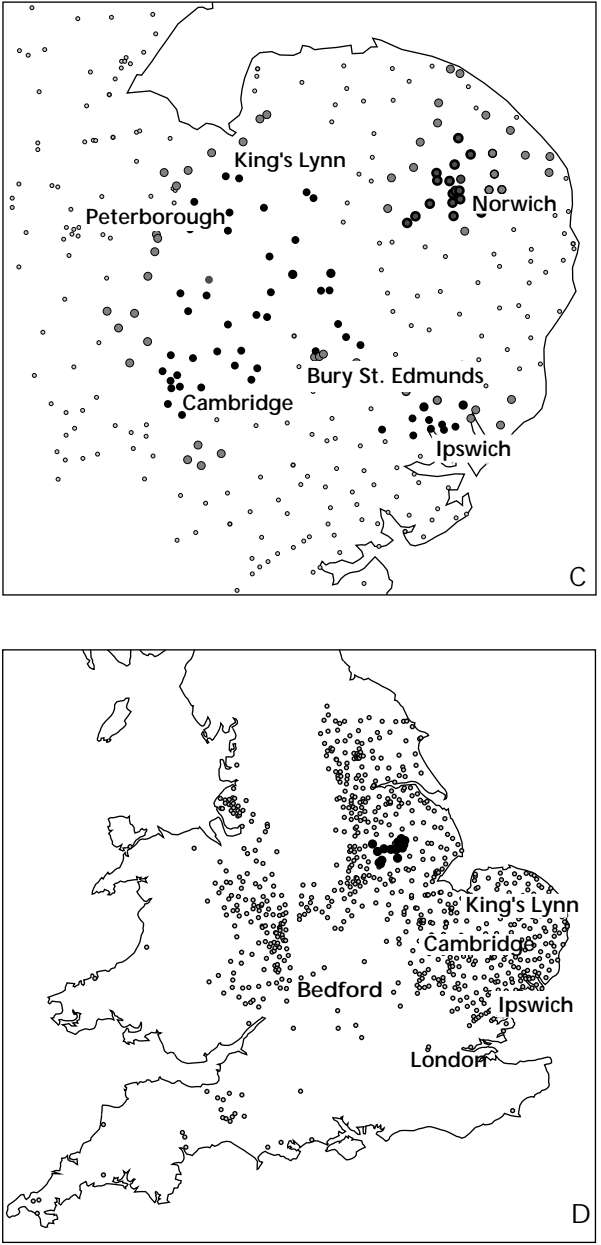 King's Lynn
Peterborough
Norwich
Bury St. Edmunds
Cambridge
Ipswich
C
King's Lynn
Cambridge
Bedford
Ipswich
London
D